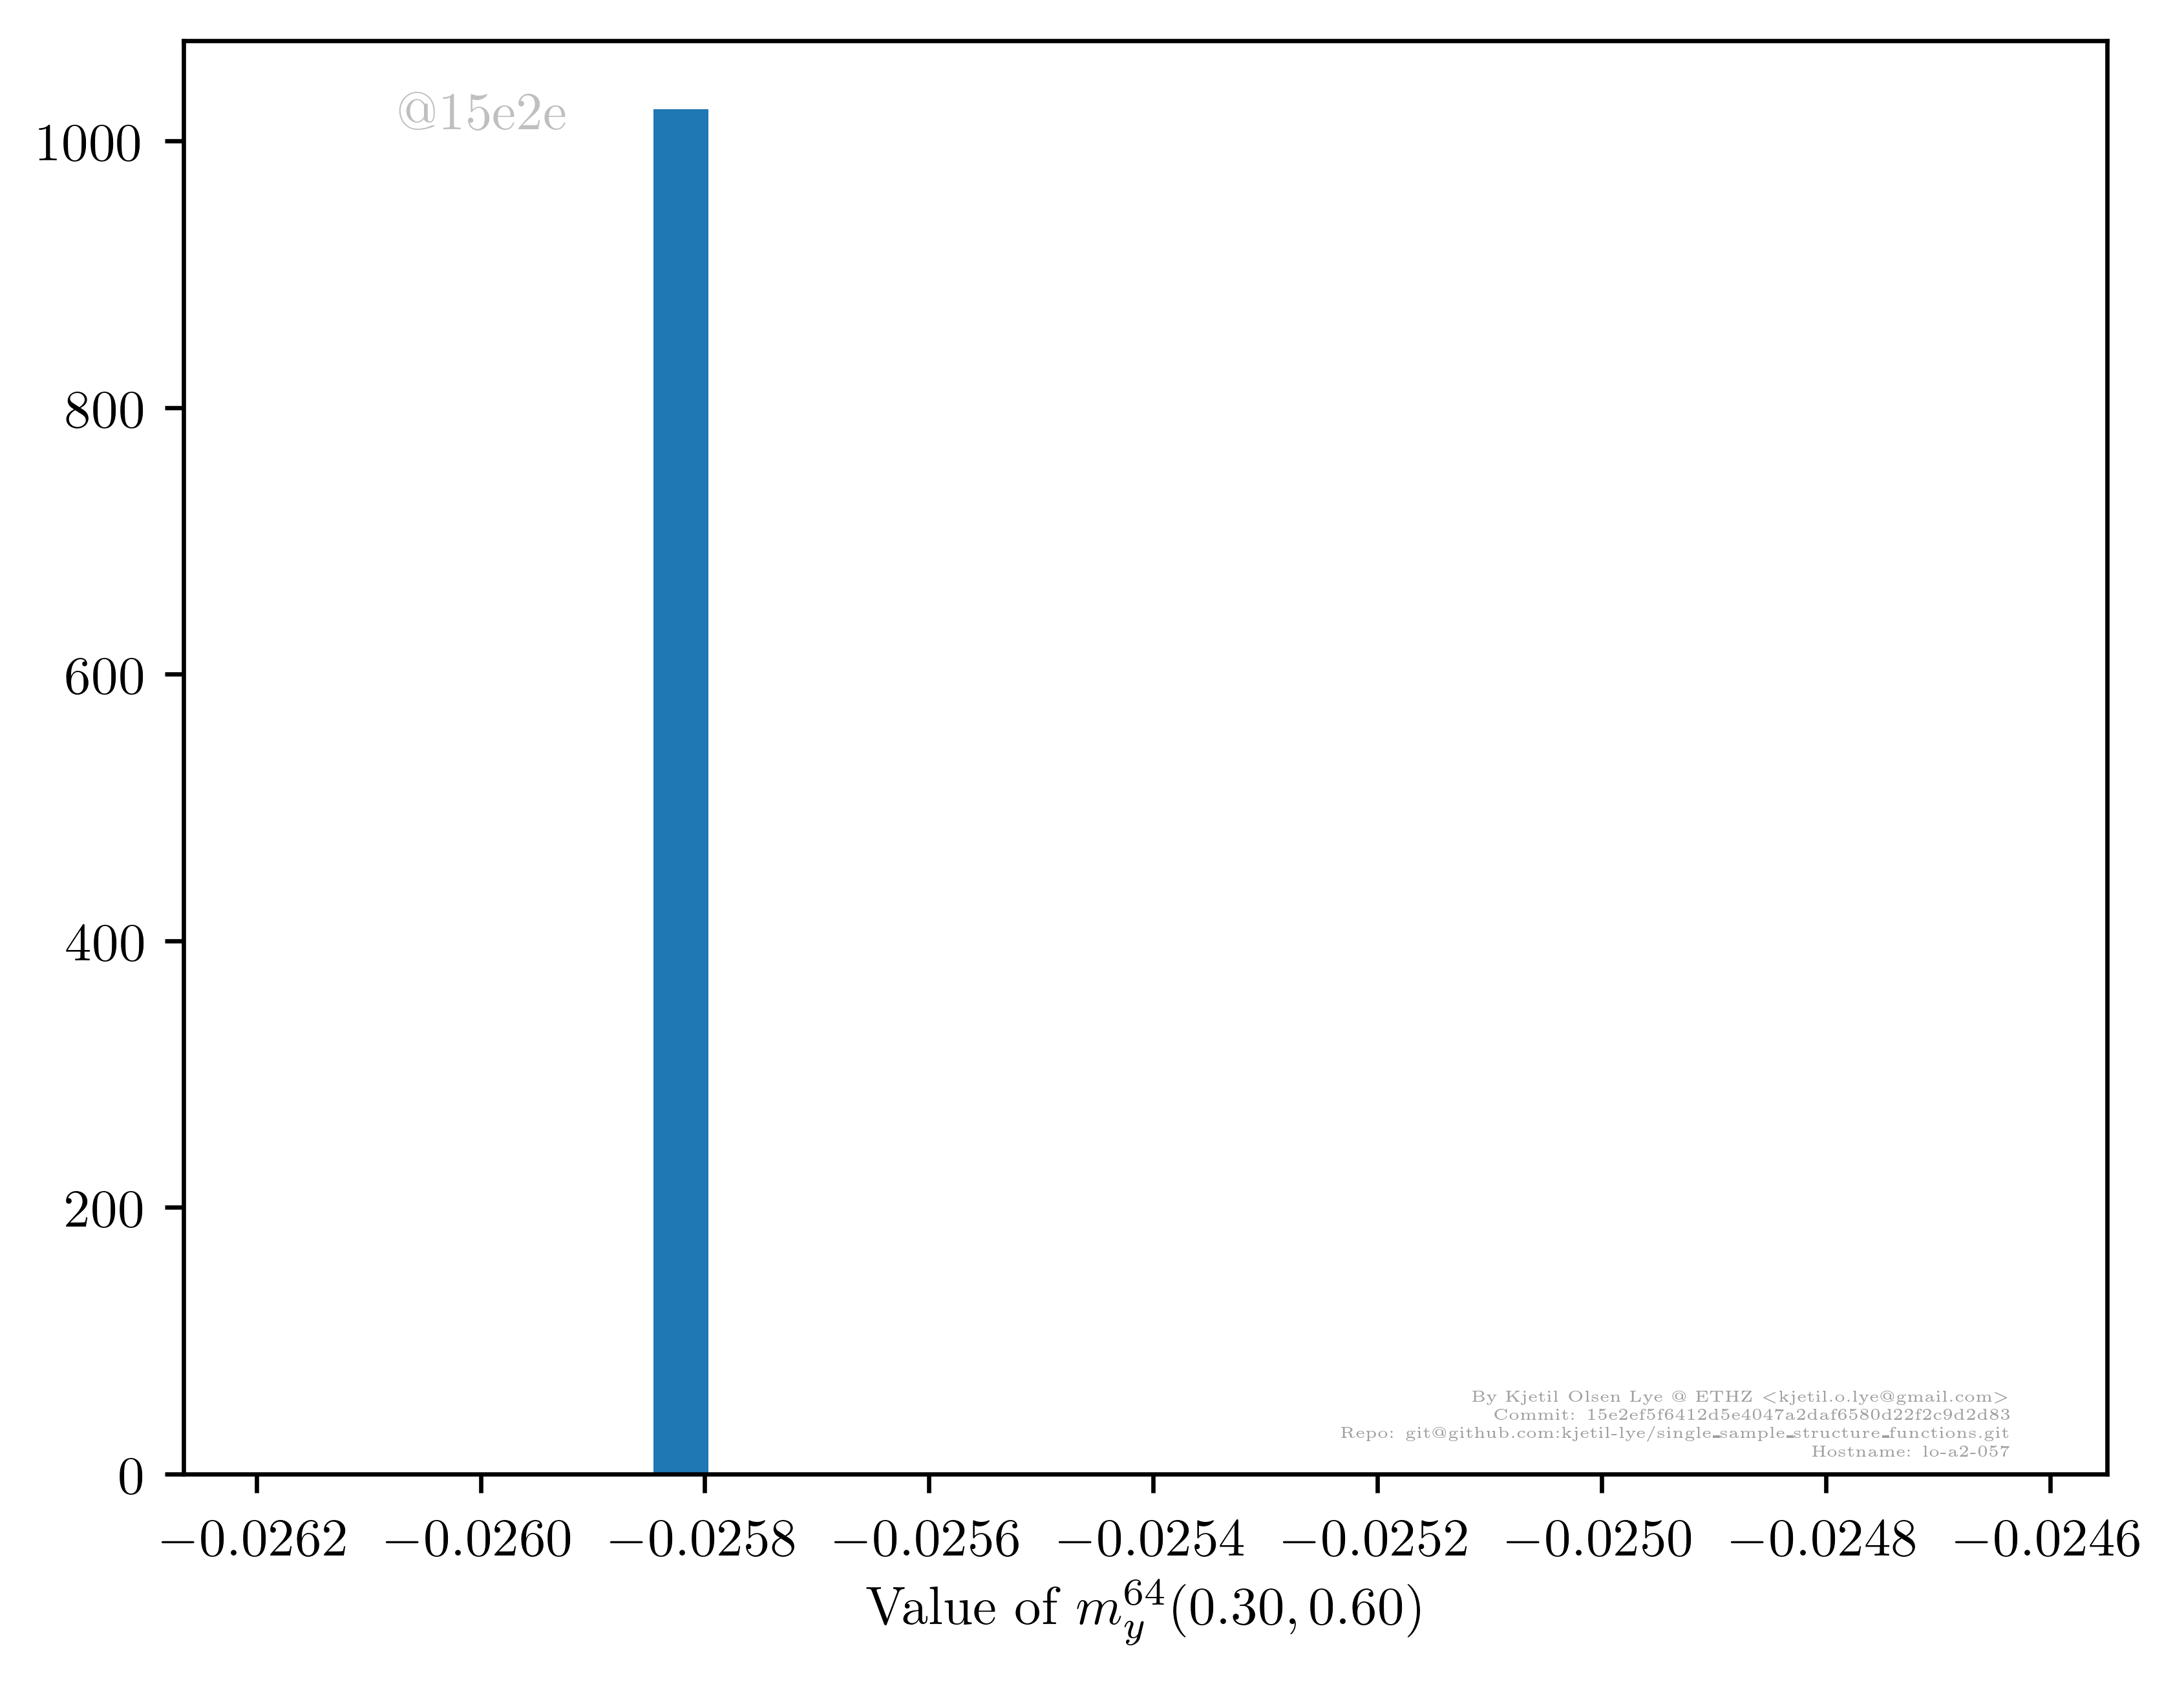 @15e2e
1000
800
600
400
200
0
By Kjetil Olsen Lye @ ETHZ <kjetil.o.lye@gmail.com>
Commit: 15e2ef5f6412d5e4047a2daf6580d22f2c9d2d83
Repo: git@github.com:kjetil-lye/single_sample_structure_functions.git
Hostname: lo-a2-057
−0.0262 −0.0260 −0.0258 −0.0256 −0.0254 −0.0252 −0.0250 −0.0248 −0.0246
Value of $m_y^{64}(0.30, 0.60)$